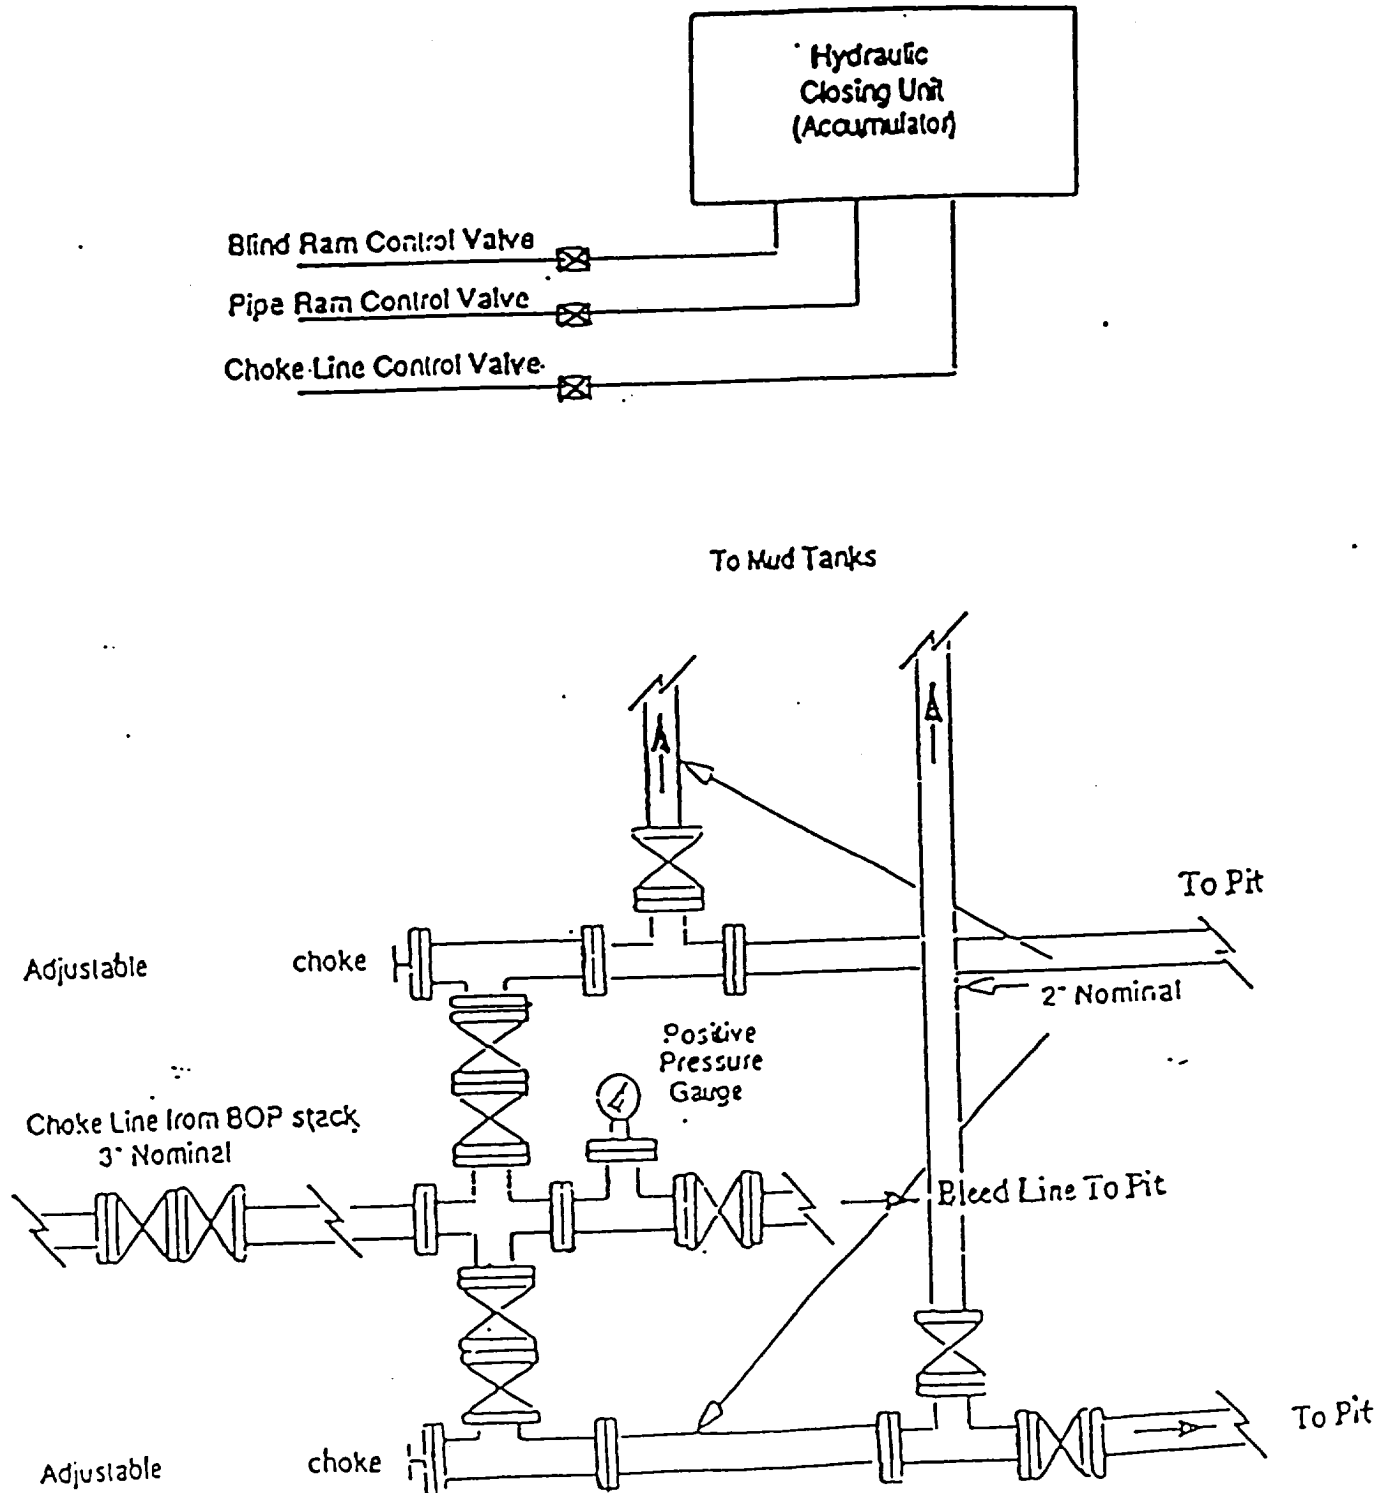 Hydraulic
Closing Unit
(Accumulator)
Blind Ram Control Valve
Pipe Ram Control Valve
Choke Line Control Valve
To Mud Tanks
To Pit
Adjustable choke
2" Nominal
Positive
Pressure
Gauge
Choke Line from BOP stack
3" Nominal
Bleed Line To Pit
To Pit
Adjustable choke